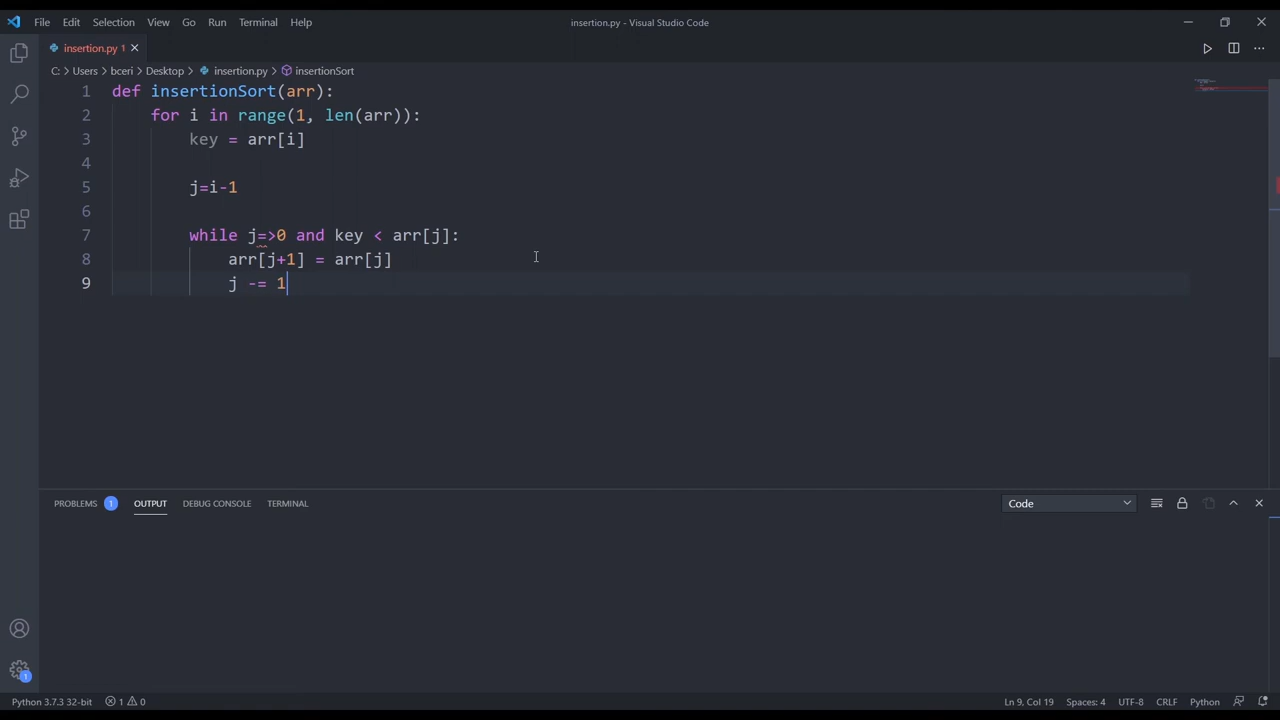 File Edit Selection View Go Run Terminal Help insertion.py - Visual Studio Code
insertion.py 1
C: > Users > bceri > Desktop > insertion.py > insertionSort
1 def insertionSort(arr):
2 for i in range(1, len(arr)):
3 key = arr[i]
4
5 j=i-1
6
7 while j=>0 and key < arr[j]:
8 arr[j+1] = arr[j]
9 j -= 1
PROBLEMS 1 OUTPUT DEBUG CONSOLE TERMINAL Code
1
Python 3.7.3 32-bit 1 0 Ln 9, Col 19 Spaces: 4 UTF-8 CRLF Python